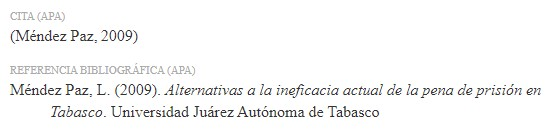 CITA (APA)
(Méndez Paz, 2009)
REFERENCIA BIBLIOGRÁFICA (APA)
Méndez Paz, L. (2009). Alternativas a la ineficacia actual de la pena de prisión en
Tabasco. Universidad Juárez Autónoma de Tabasco